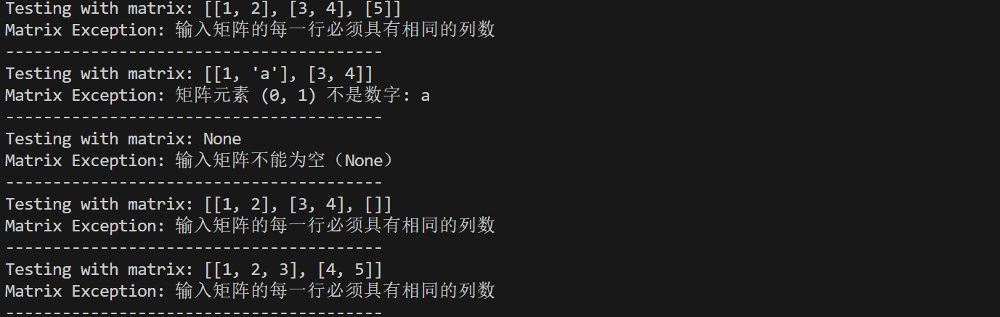 Testing with matrix: [[1, 2], [3, 4], [5]]
Matrix Exception: 输入矩阵的每一行必须具有相同的列数
----------------------------------------
Testing with matrix: [[1, 'a'], [3, 4]]
Matrix Exception: 矩阵元素 (0, 1) 不是数字: a
----------------------------------------
Testing with matrix: None
Matrix Exception: 输入矩阵不能为空（None）
----------------------------------------
Testing with matrix: [[1, 2], [3, 4], []]
Matrix Exception: 输入矩阵的每一行必须具有相同的列数
----------------------------------------
Testing with matrix: [[1, 2, 3], [4, 5]]
Matrix Exception: 输入矩阵的每一行必须具有相同的列数
----------------------------------------